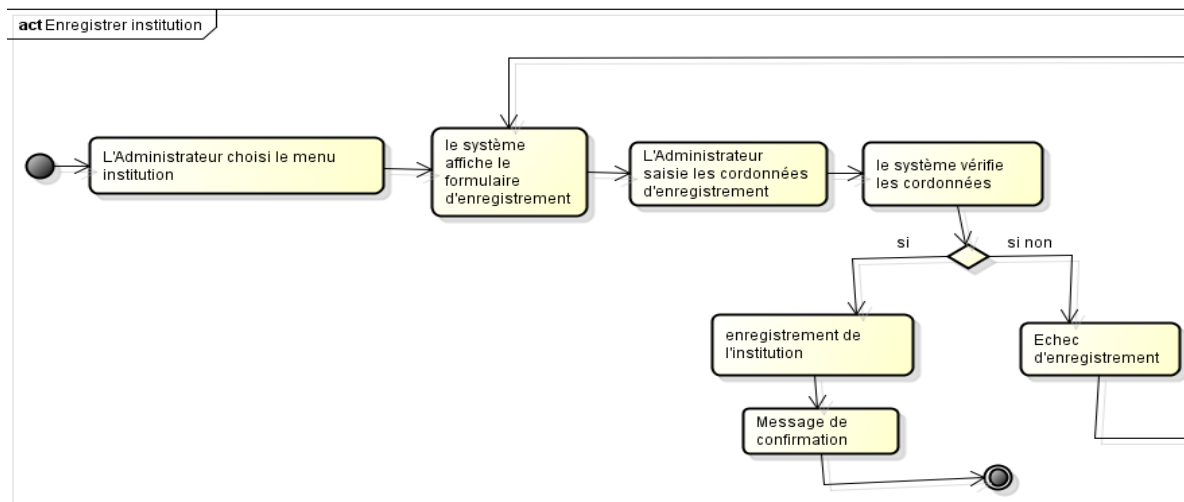 act Enregistrer institution
L'Administrateur choisi le menu
institution
le système
affiche le
formulaire
d'enregistrement
L'Administrateur
saisie les cordonnées
d'enregistrement
le système vérifie
les cordonnées
si
si non
enregistrement de
l'institution
Echec
d'enregistrement
Message de
confirmation